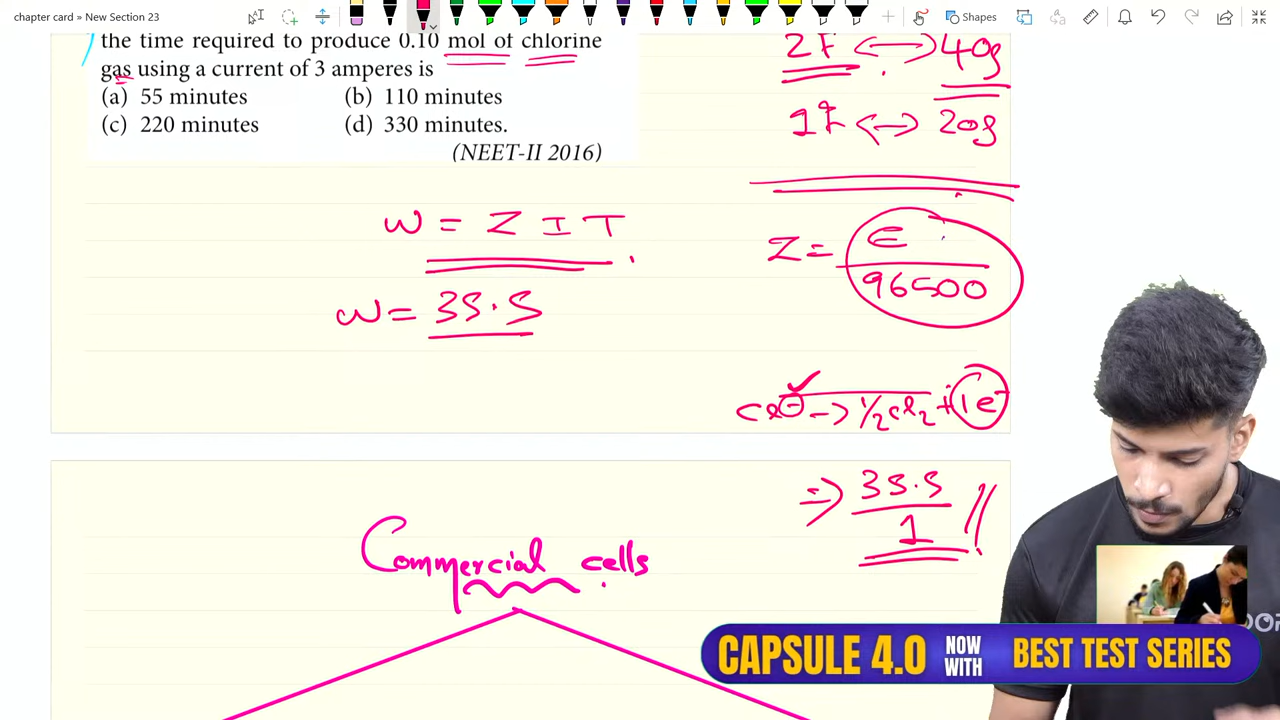 chapter card » New Section 23
Shapes
the time required to produce 0.10 mol of chlorine
gas using a current of 3 amperes is
(a) 55 minutes
(b) 110 minutes
(c) 220 minutes
(d) 330 minutes.
(NEET-II 2016)
2F ↔ 40g
1F ↔ 20g
W = Z I T
Z = E / 96500
W = 35.5
Cl⊖ → 1/2 Cl2 + 1e-
⇒ 35.5 / 1 //
Commercial cells
CAPSULE 4.0 NOW WITH BEST TEST SERIES